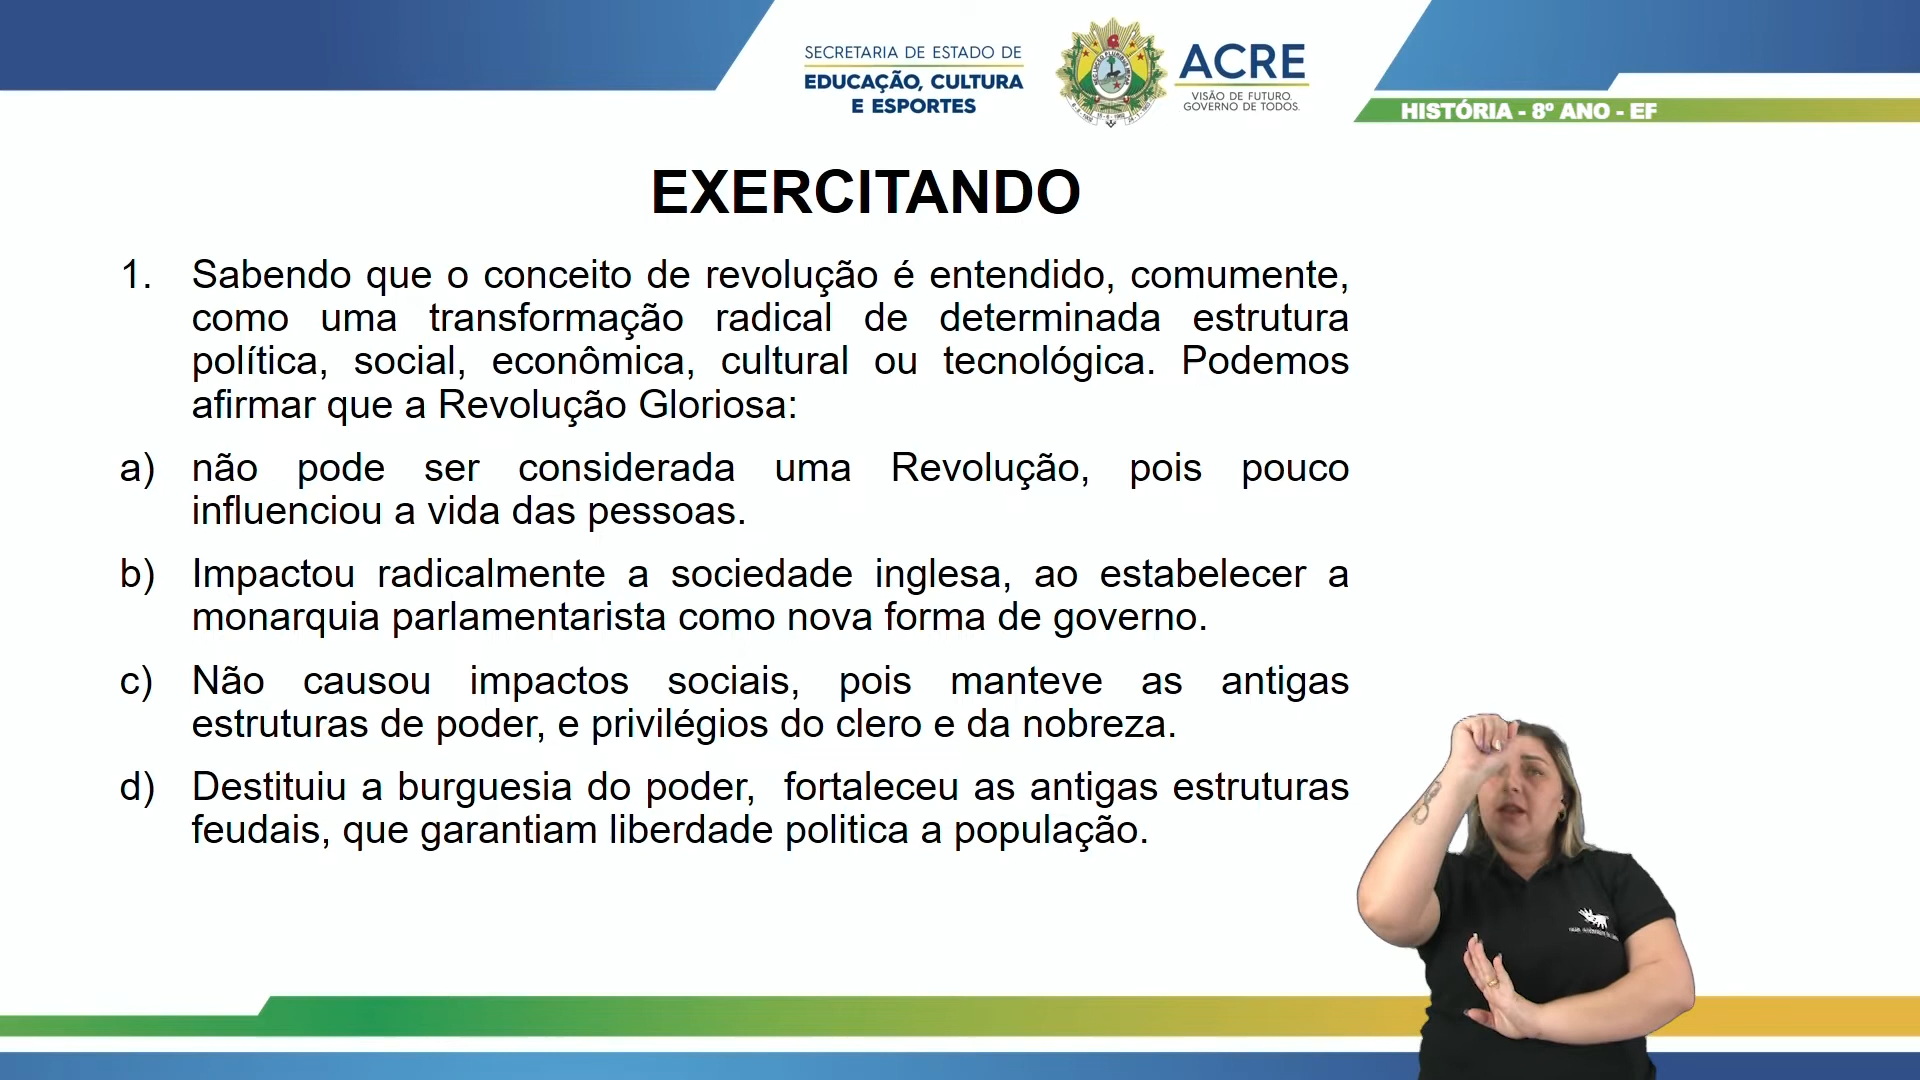 SECRETARIA DE ESTADO DE
EDUCAÇÃO, CULTURA
E ESPORTES
ACRE
VISÃO DE FUTURO.
GOVERNO DE TODOS.
HISTÓRIA - 8º ANO - EF
EXERCITANDO
1. Sabendo que o conceito de revolução é entendido, comumente,
como uma transformação radical de determinada estrutura
política, social, econômica, cultural ou tecnológica. Podemos
afirmar que a Revolução Gloriosa:
a) não pode ser considerada uma Revolução, pois pouco
influenciou a vida das pessoas.
b) Impactou radicalmente a sociedade inglesa, ao estabelecer a
monarquia parlamentarista como nova forma de governo.
c) Não causou impactos sociais, pois manteve as antigas
estruturas de poder, e privilégios do clero e da nobreza.
d) Destituiu a burguesia do poder,  fortaleceu as antigas estruturas
feudais, que garantiam liberdade politica a população.